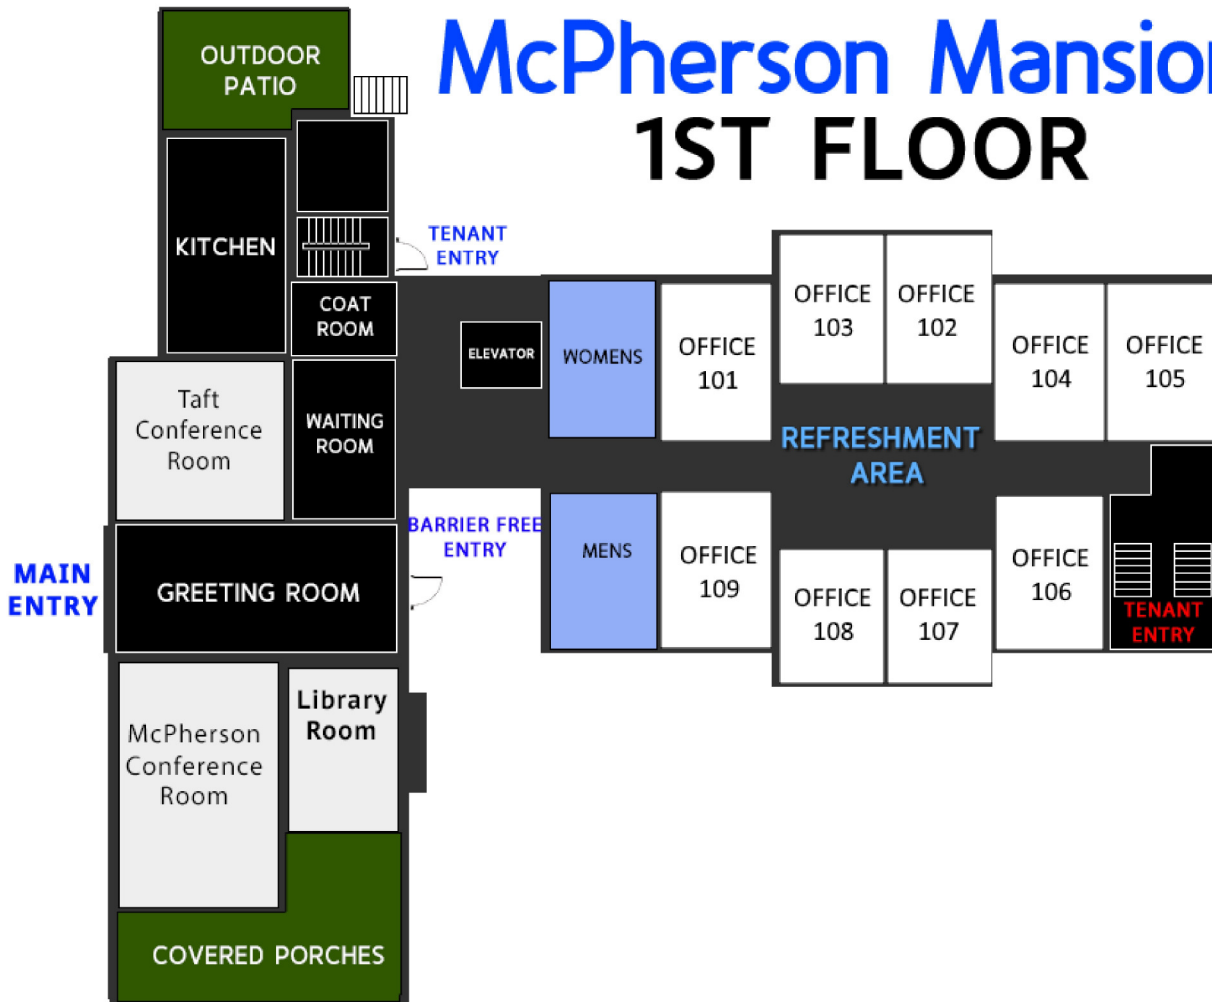 McPherson Mansion
1ST FLOOR
OUTDOOR
PATIO
KITCHEN
TENANT
ENTRY
COAT
ROOM
ELEVATOR
WOMENS
OFFICE
101
OFFICE
103
OFFICE
102
OFFICE
104
OFFICE
105
Taft
Conference
Room
WAITING
ROOM
REFRESHMENT
AREA
BARRIER FREE
ENTRY
MENS
OFFICE
109
OFFICE
108
OFFICE
107
OFFICE
106
TENANT
ENTRY
MAIN
ENTRY
GREETING ROOM
McPherson
Conference
Room
Library
Room
COVERED PORCHES